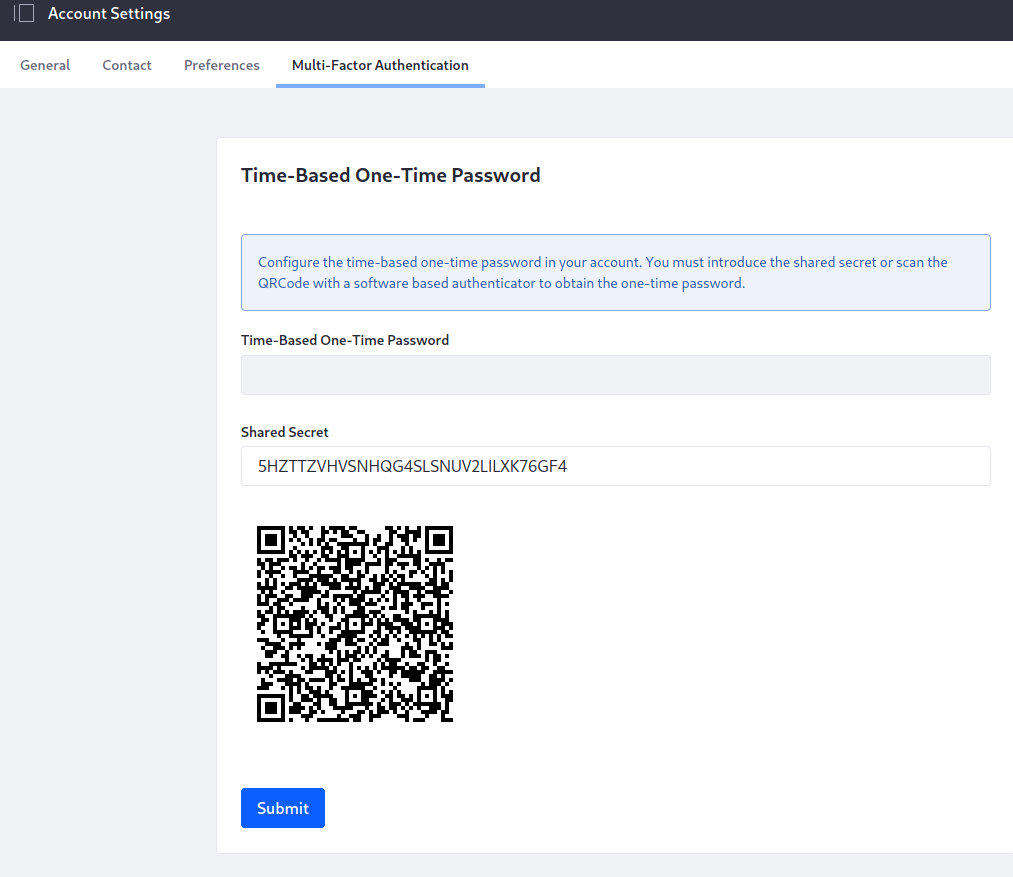 Account Settings
General Contact Preferences Multi-Factor Authentication
Time-Based One-Time Password
Configure the time-based one-time password in your account. You must introduce the shared secret or scan the
QRCode with a software based authenticator to obtain the one-time password.
Time-Based One-Time Password
Shared Secret
5HZTTZVHVSNHQG4SLSNUV2LILXK76GF4
Submit